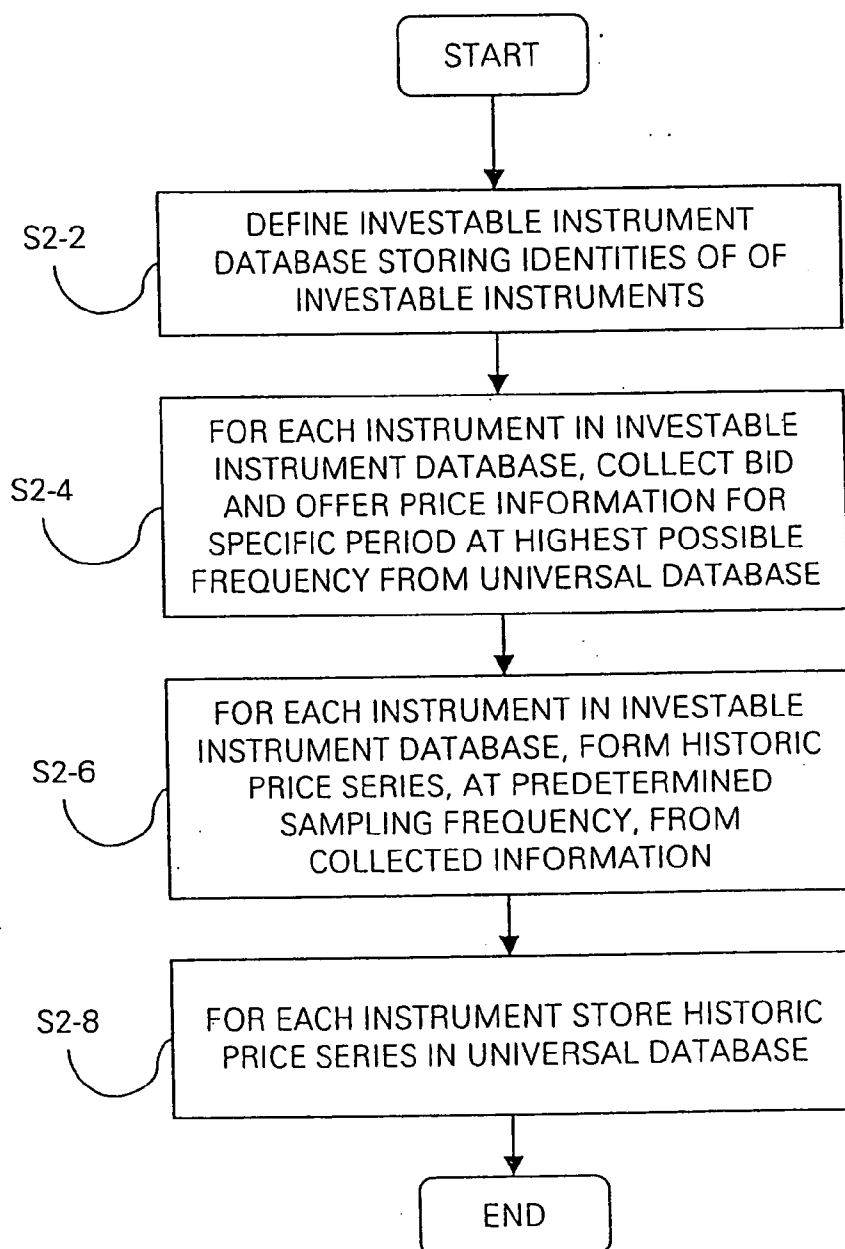 START
S2-2
DEFINE INVESTABLE INSTRUMENT
DATABASE STORING IDENTITIES OF OF
INVESTABLE INSTRUMENTS
S2-4
FOR EACH INSTRUMENT IN INVESTABLE
INSTRUMENT DATABASE, COLLECT BID
AND OFFER PRICE INFORMATION FOR
SPECIFIC PERIOD AT HIGHEST POSSIBLE
FREQUENCY FROM UNIVERSAL DATABASE
S2-6
FOR EACH INSTRUMENT IN INVESTABLE
INSTRUMENT DATABASE, FORM HISTORIC
PRICE SERIES, AT PREDETERMINED
SAMPLING FREQUENCY, FROM
COLLECTED INFORMATION
S2-8
FOR EACH INSTRUMENT STORE HISTORIC
PRICE SERIES IN UNIVERSAL DATABASE
END